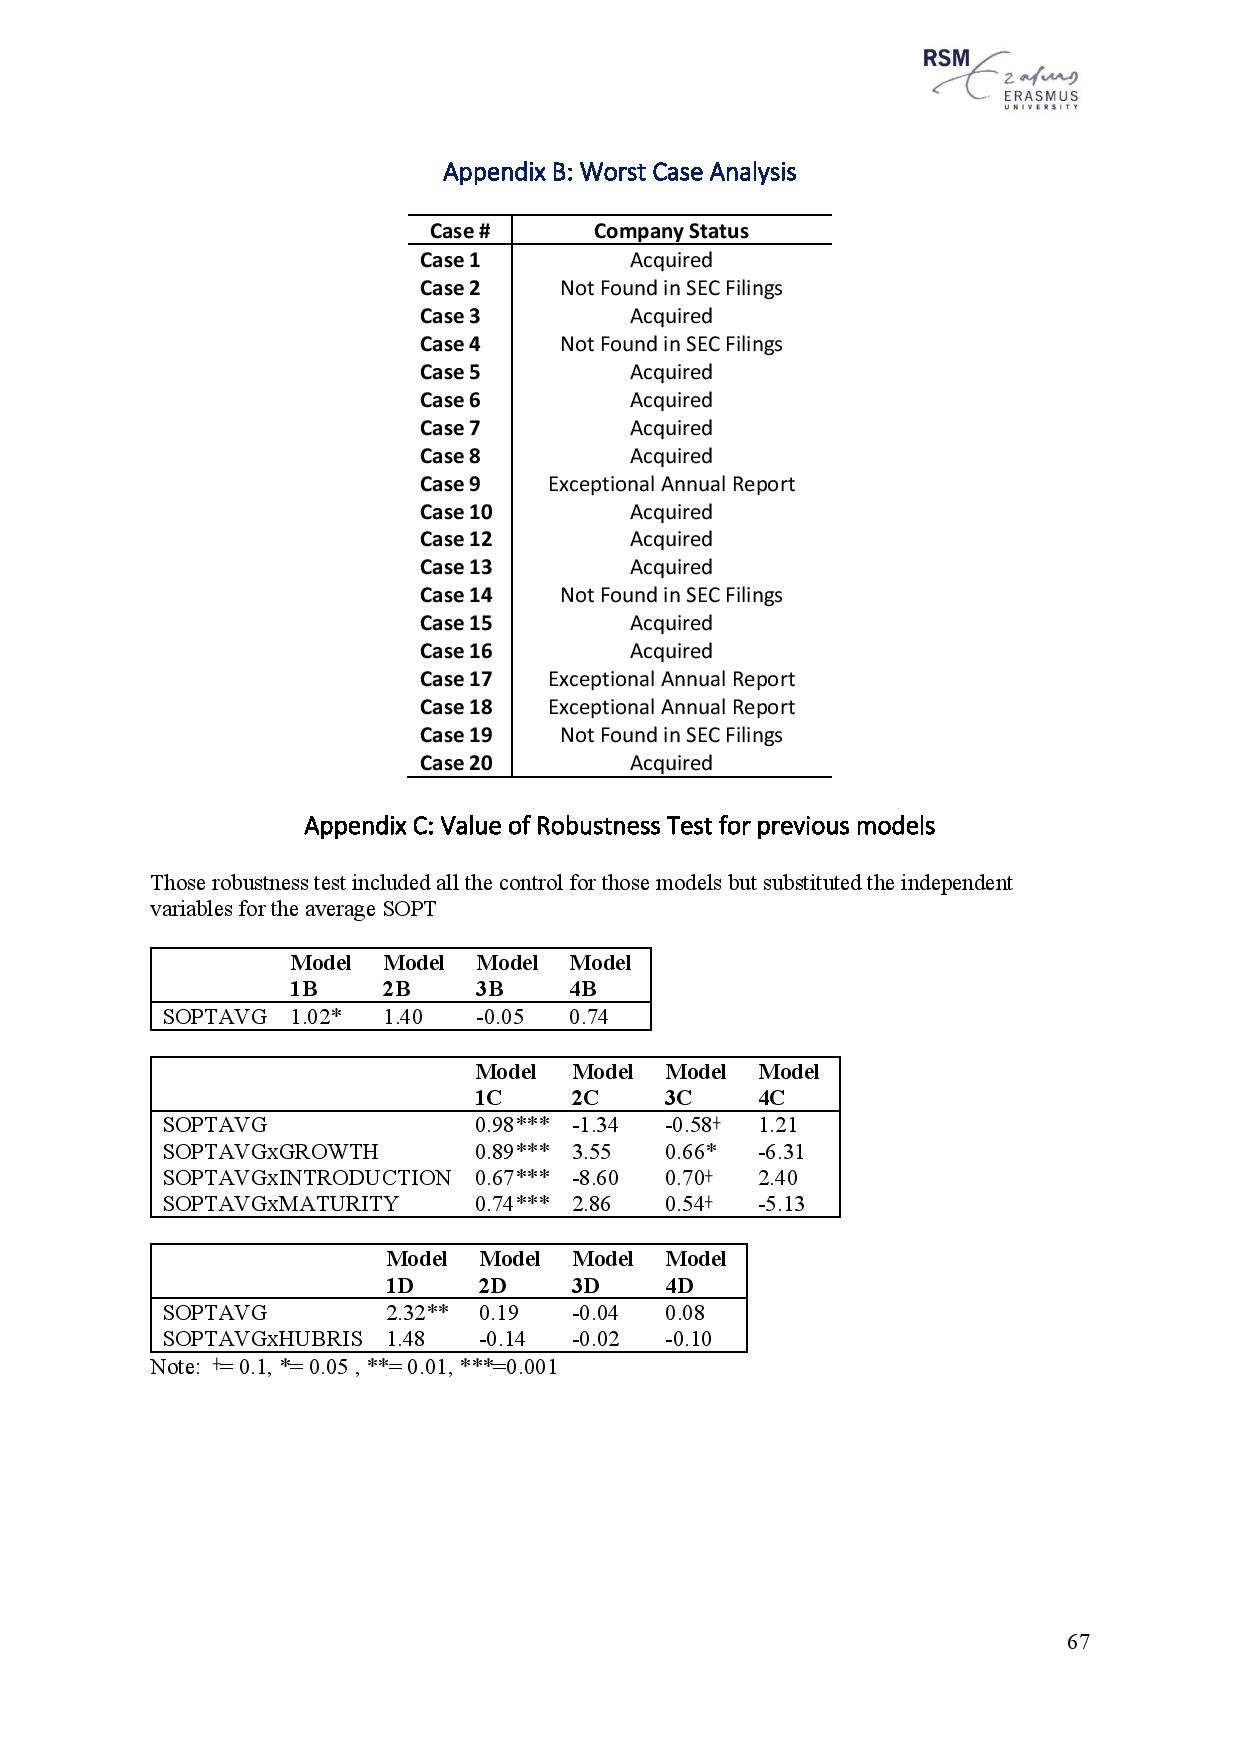 RSM
Erasmus
ERASMUS
UNIVERSITY
Appendix B: Worst Case Analysis
Case # Company Status
Case 1 Acquired
Case 2 Not Found in SEC Filings
Case 3 Acquired
Case 4 Not Found in SEC Filings
Case 5 Acquired
Case 6 Acquired
Case 7 Acquired
Case 8 Acquired
Case 9 Exceptional Annual Report
Case 10 Acquired
Case 12 Acquired
Case 13 Acquired
Case 14 Not Found in SEC Filings
Case 15 Acquired
Case 16 Acquired
Case 17 Exceptional Annual Report
Case 18 Exceptional Annual Report
Case 19 Not Found in SEC Filings
Case 20 Acquired
Appendix C: Value of Robustness Test for previous models
Those robustness test included all the control for those models but substituted the independent
variables for the average SOPT
Model Model Model Model
1B 2B 3B 4B
SOPTAVG 1.02* 1.40 -0.05 0.74
Model Model Model Model
1C 2C 3C 4C
SOPTAVG 0.98*** -1.34 -0.58† 1.21
SOPTAVGxGROWTH 0.89*** 3.55 0.66* -6.31
SOPTAVGxINTRODUCTION 0.67*** -8.60 0.70† 2.40
SOPTAVGxMATURITY 0.74*** 2.86 0.54† -5.13
Model Model Model Model
1D 2D 3D 4D
SOPTAVG 2.32** 0.19 -0.04 0.08
SOPTAVGxHUBRIS 1.48 -0.14 -0.02 -0.10
Note: †= 0.1, *= 0.05 , **= 0.01, ***=0.001
67